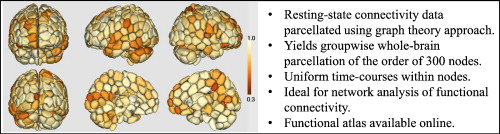 1.0
0.3
• Resting-state connectivity data
parcellated using graph theory approach.
• Yields groupwise whole-brain
parcellation of the order of 300 nodes.
• Uniform time-courses within nodes.
• Ideal for network analysis of functional
connectivity.
• Functional atlas available online.